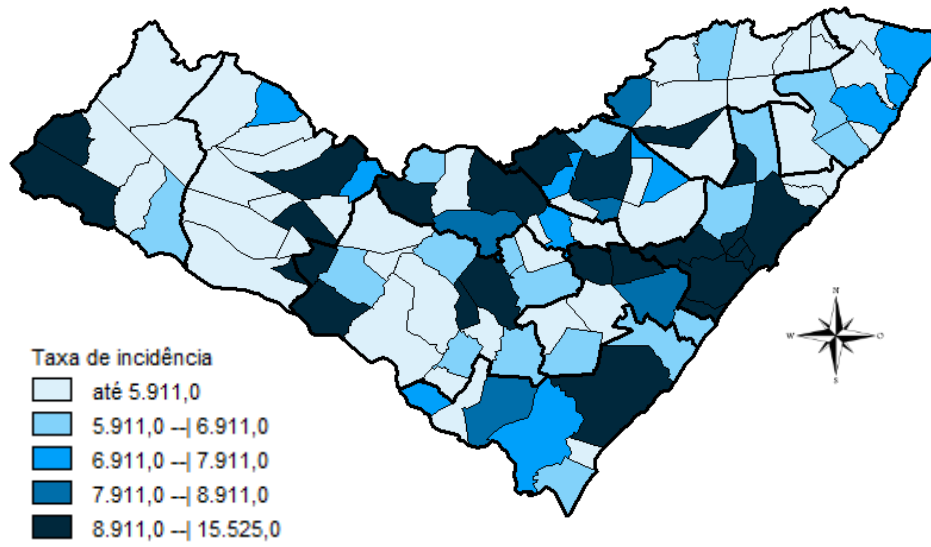 N
W
O
S
Taxa de incidência
até 5.911,0
5.911,0 --| 6.911,0
6.911,0 --| 7.911,0
7.911,0 --| 8.911,0
8.911,0 --| 15.525,0